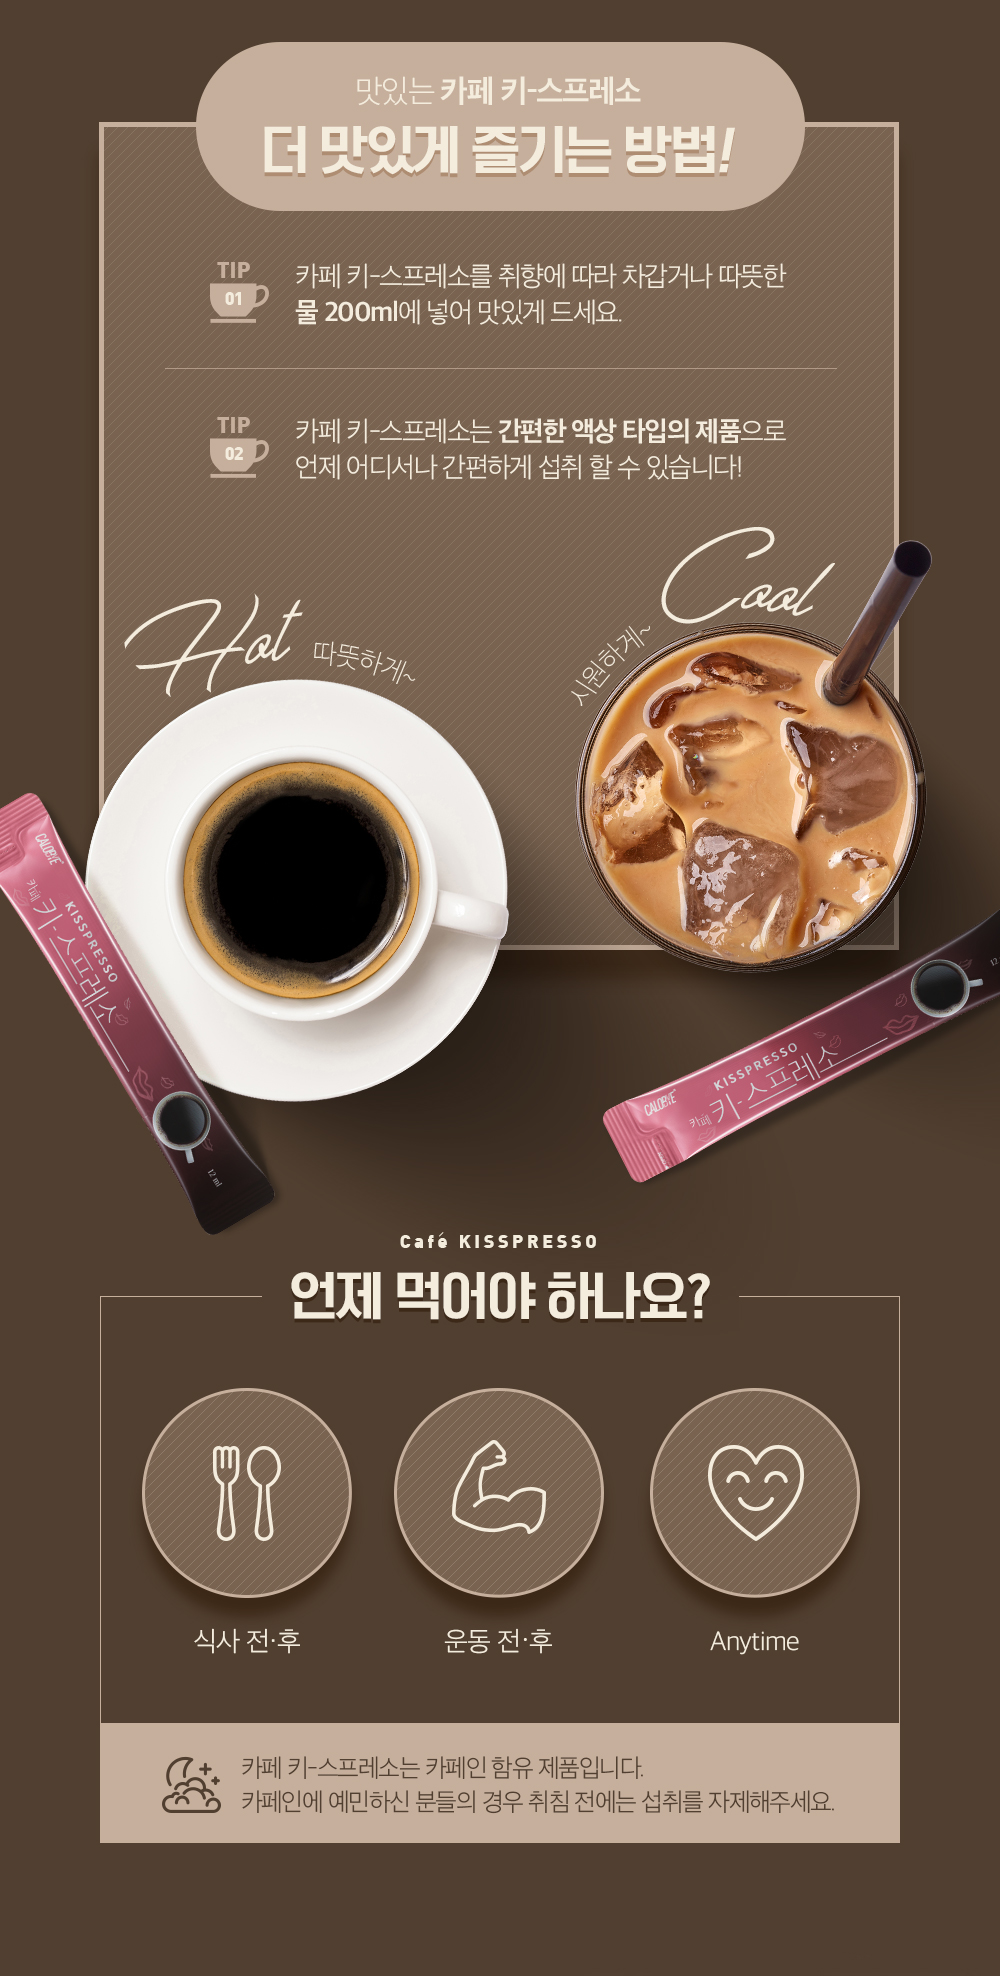 맛있는 카페 키-스프레소
더 맛있게 즐기는 방법!
TIP
01
카페 키-스프레소를 취향에 따라 차갑거나 따뜻한
물 200ml에 넣어 맛있게 드세요.
TIP
02
카페 키-스프레소는 간편한 액상 타입의 제품으로
언제 어디서나 간편하게 섭취 할 수 있습니다!
Cool
시원하게~
Hot
따뜻하게~
CALOBYE
KISSPRESSO
카페 키-스프레소
12 ml
CALOBYE
KISSPRESSO
카페 키-스프레소
Café KISSPRESSO
언제 먹어야 하나요?
식사 전·후
운동 전·후
Anytime
카페 키-스프레소는 카페인 함유 제품입니다.
카페인에 예민하신 분들의 경우 취침 전에는 섭취를 자제해주세요.